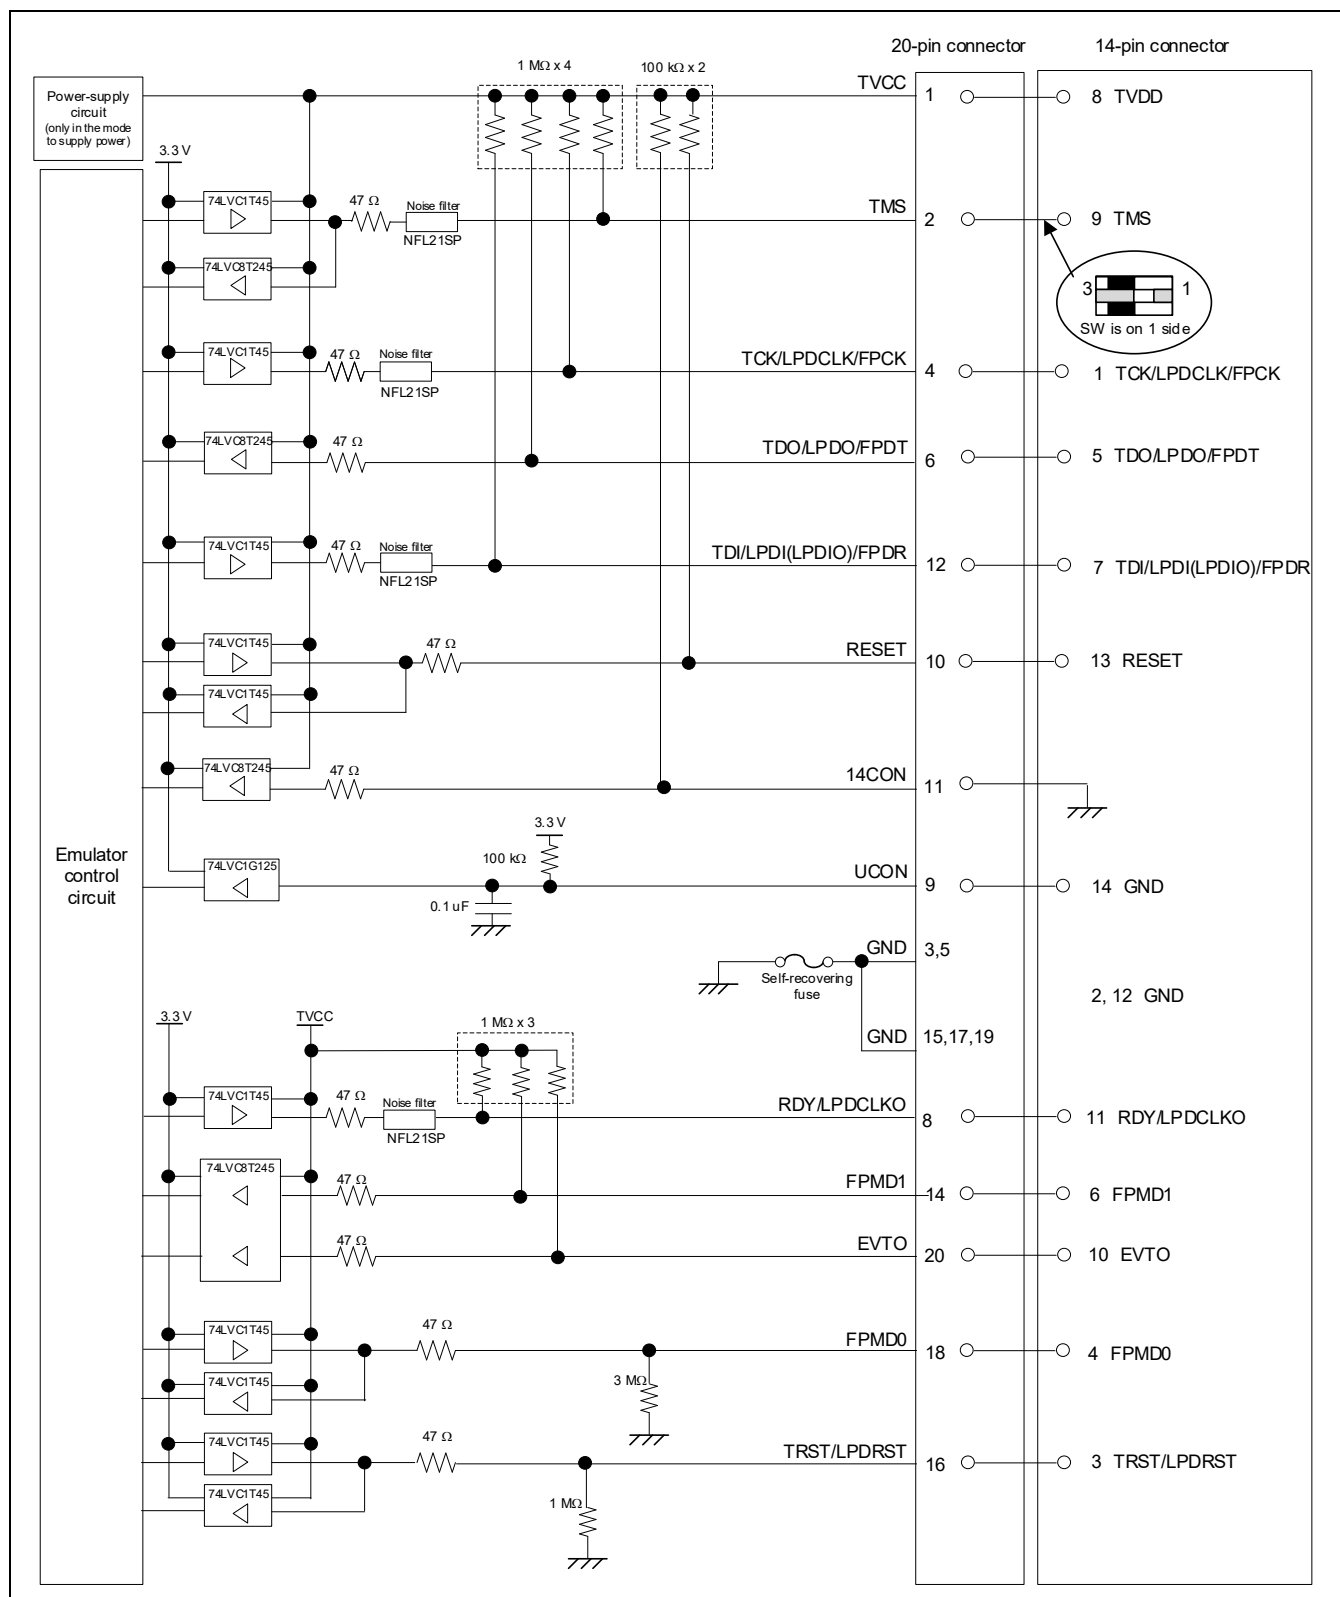 20-pin connector
14-pin connector
1 MΩ x 4
100 kΩ x 2
Power-supply
circuit
(only in the mode
to supply power)
TVCC
1
8 TVDD
3.3 V
74LVC1T45
47 Ω
Noise filter
NFL21SP
TMS
2
9 TMS
74LVC8T245
3
1
SW is on 1 side
74LVC1T45
47 Ω
Noise filter
NFL21SP
TCK/LPDCLK/FPCK
4
1 TCK/LPDCLK/FPCK
74LVC8T245
47 Ω
TDO/LPDO/FPDT
6
5 TDO/LPDO/FPDT
74LVC1T45
47 Ω
Noise filter
NFL21SP
TDI/LPDI(LPDIO)/FPDR
12
7 TDI/LPDI(LPDIO)/FPDR
74LVC1T45
47 Ω
RESET
10
13 RESET
74LVC1T45
74LVC8T245
47 Ω
14CON
11
Emulator
control
circuit
74LVC1G125
3.3 V
100 kΩ
0.1 uF
UCON
9
14 GND
GND
3,5
Self-recovering
fuse
2, 12 GND
GND
15,17,19
3.3 V
TVCC
1 MΩ x 3
74LVC1T45
47 Ω
Noise filter
NFL21SP
RDY/LPDCLKO
8
11 RDY/LPDCLKO
74LVC8T245
47 Ω
FPMD1
14
6 FPMD1
47 Ω
EVTO
20
10 EVTO
74LVC1T45
47 Ω
FPMD0
18
4 FPMD0
74LVC1T45
3 MΩ
74LVC1T45
47 Ω
TRST/LPDRST
16
3 TRST/LPDRST
74LVC1T45
1 MΩ